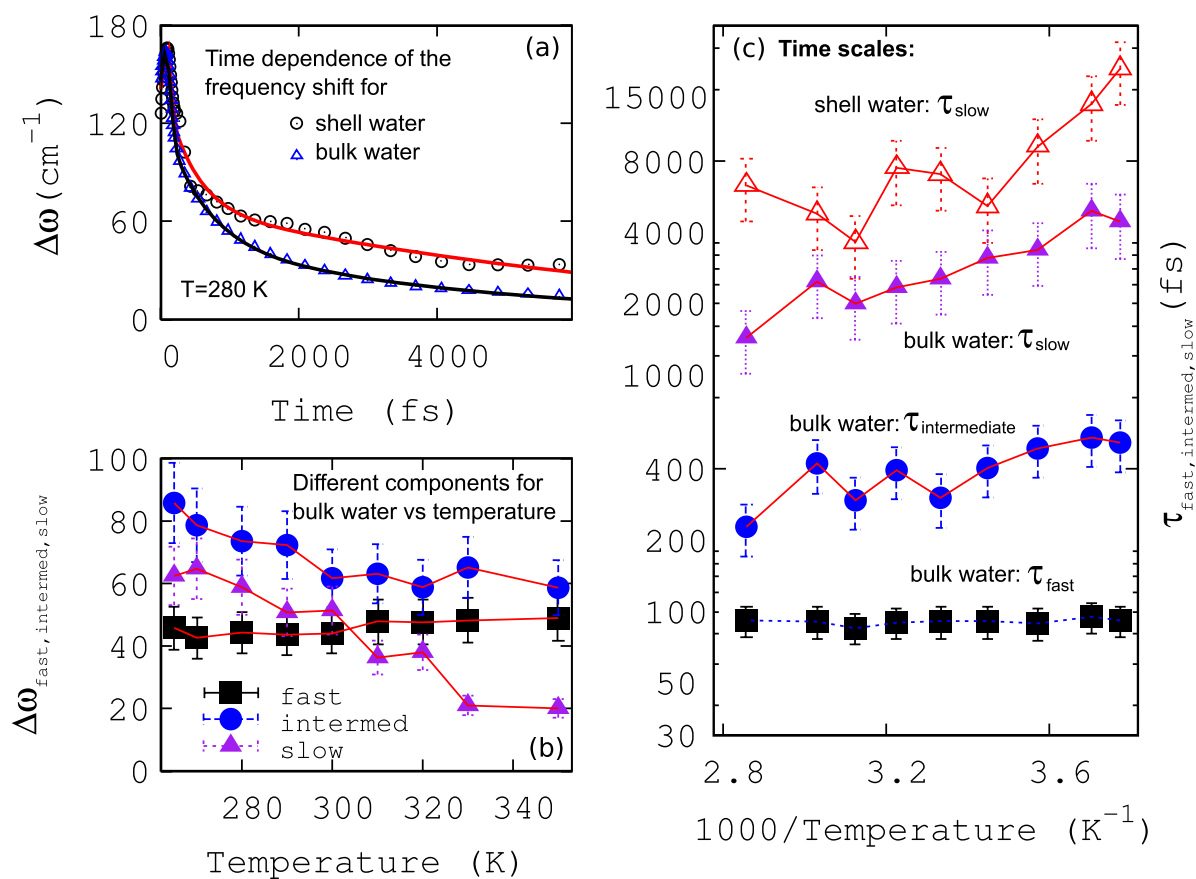 180
120
60
0
Δω(cm⁻¹)
(a)
Time dependence of the
frequency shift for
shell water
bulk water
T=280 K
0
2000
4000
Time (fs)
100
80
60
40
20
0
Δω fast,intermed,slow
Different components for
bulk water vs temperature
fast
intermed
slow
(b)
280
300
320
340
Temperature (K)
(c) Time scales:
15000
8000
4000
2000
1000
400
200
100
50
30
shell water: τ slow
bulk water: τ slow
bulk water: τ intermediate
bulk water: τ fast
2.8
3.2
3.6
1000/Temperature (K⁻¹)
τ fast,intermed,slow (fs)